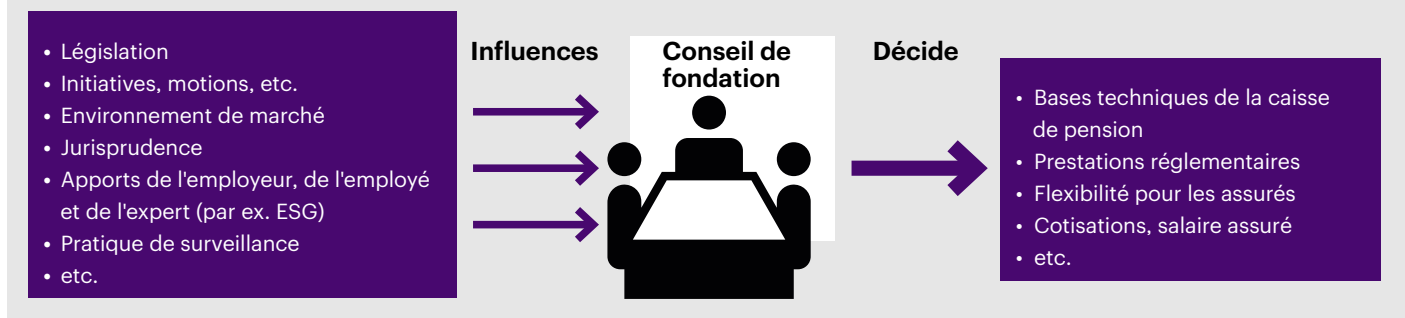 • Législation
• Initiatives, motions, etc.
• Environnement de marché
• Jurisprudence
• Apports de l'employeur, de l'employé
et de l'expert (par ex. ESG)
• Pratique de surveillance
• etc.
Influences
Conseil de
fondation
Décide
• Bases techniques de la caisse
de pension
• Prestations réglementaires
• Flexibilité pour les assurés
• Cotisations, salaire assuré
• etc.